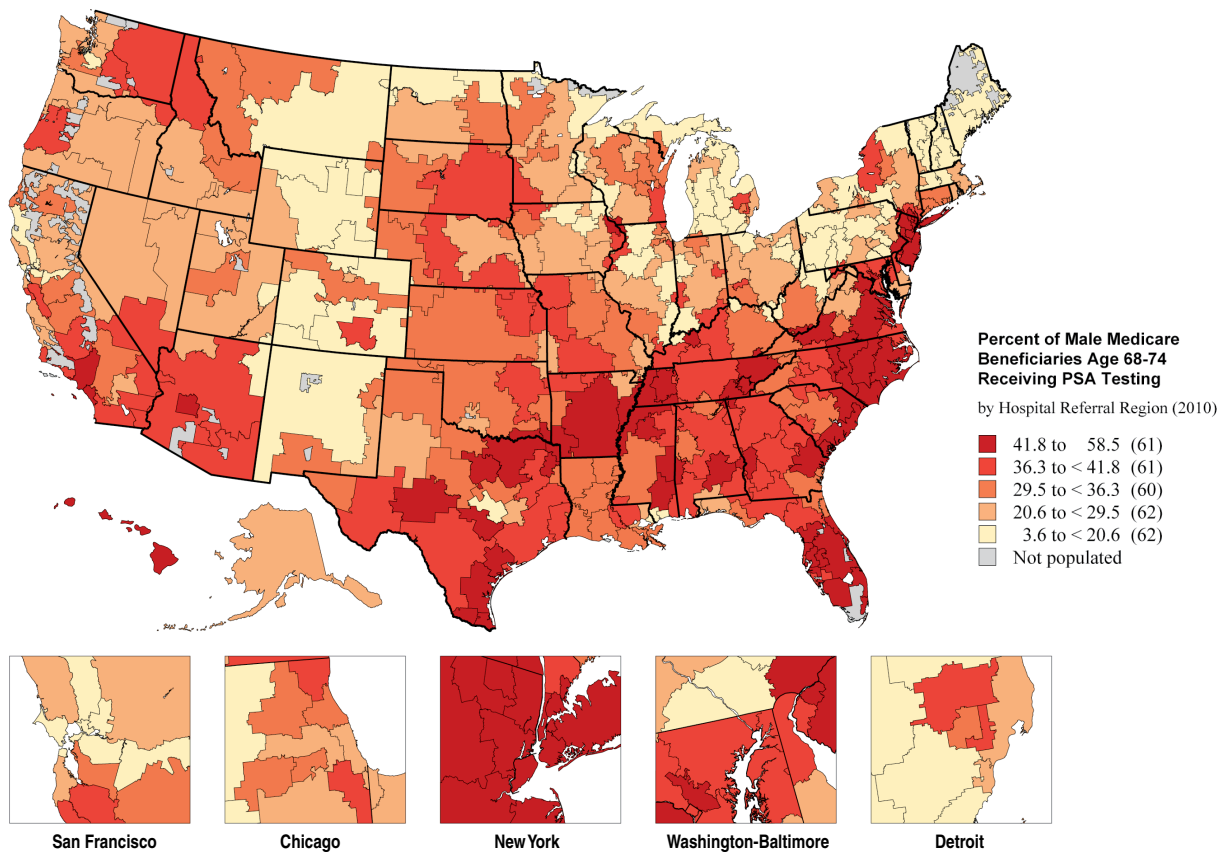 Percent of Male Medicare
Beneficiaries Age 68-74
Receiving PSA Testing
by Hospital Referral Region (2010)
41.8 to 58.5 (61)
36.3 to < 41.8 (61)
29.5 to < 36.3 (60)
20.6 to < 29.5 (62)
3.6 to < 20.6 (62)
Not populated
San Francisco
Chicago
New York
Washington-Baltimore
Detroit